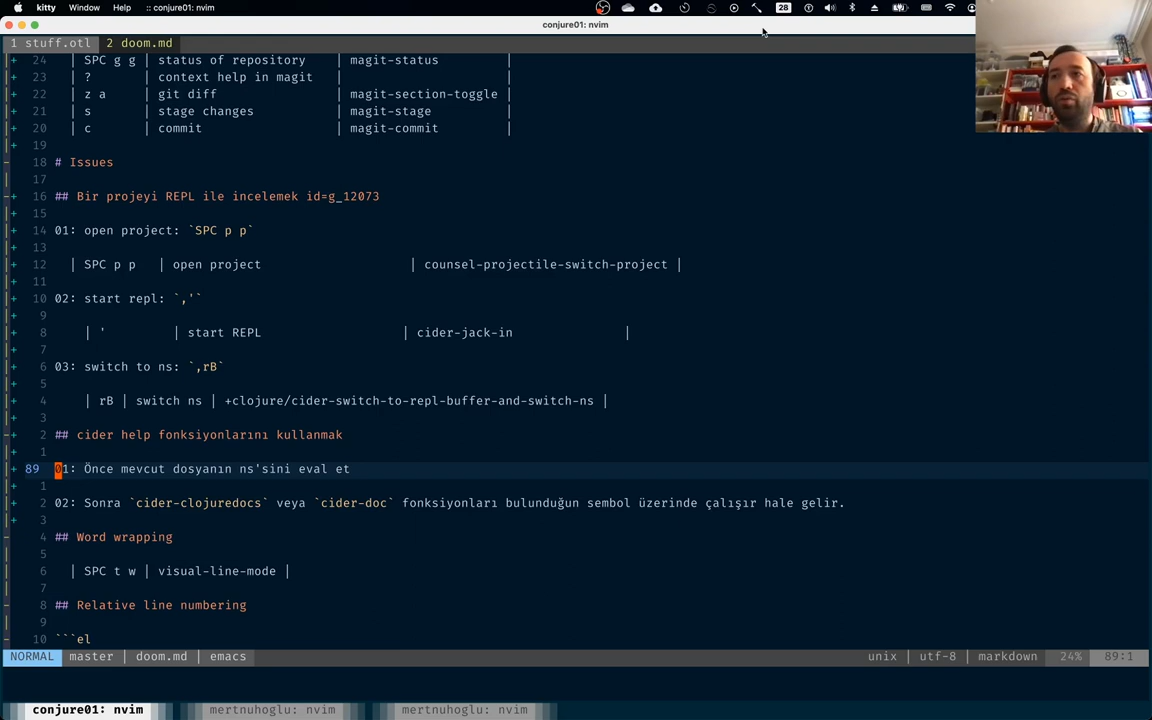 kitty Window Help :: conjure01: nvim 28
conjure01: nvim
1 stuff.otl 2 doom.md
24 | SPC g g | status of repository | magit-status |
23 | ? | context help in magit | |
22 | z a | git diff | magit-section-toggle |
21 | s | stage changes | magit-stage |
20 | c | commit | magit-commit |
19
18 # Issues
17
16 ## Bir projeyi REPL ile incelemek id=g_12073
15
14 01: open project: `SPC p p`
13
12 | SPC p p | open project | counsel-projectile-switch-project |
11
10 02: start repl: `,'`
9
8 | ' | start REPL | cider-jack-in |
7
6 03: switch to ns: `,rB`
5
4 | rB | switch ns | +clojure/cider-switch-to-repl-buffer-and-switch-ns |
3
2 ## cider help fonksiyonlarını kullanmak
1
89 01: Önce mevcut dosyanın ns'sini eval et
1
2 02: Sonra `cider-clojuredocs` veya `cider-doc` fonksiyonları bulunduğun sembol üzerinde çalışır hale gelir.
3
4 ## Word wrapping
5
6 | SPC t w | visual-line-mode |
7
8 ## Relative line numbering
9
10 ```el
NORMAL master | doom.md | emacs unix | utf-8 | markdown 24% 89:1
conjure01: nvim mertnuhoglu: nvim mertnuhoglu: nvim